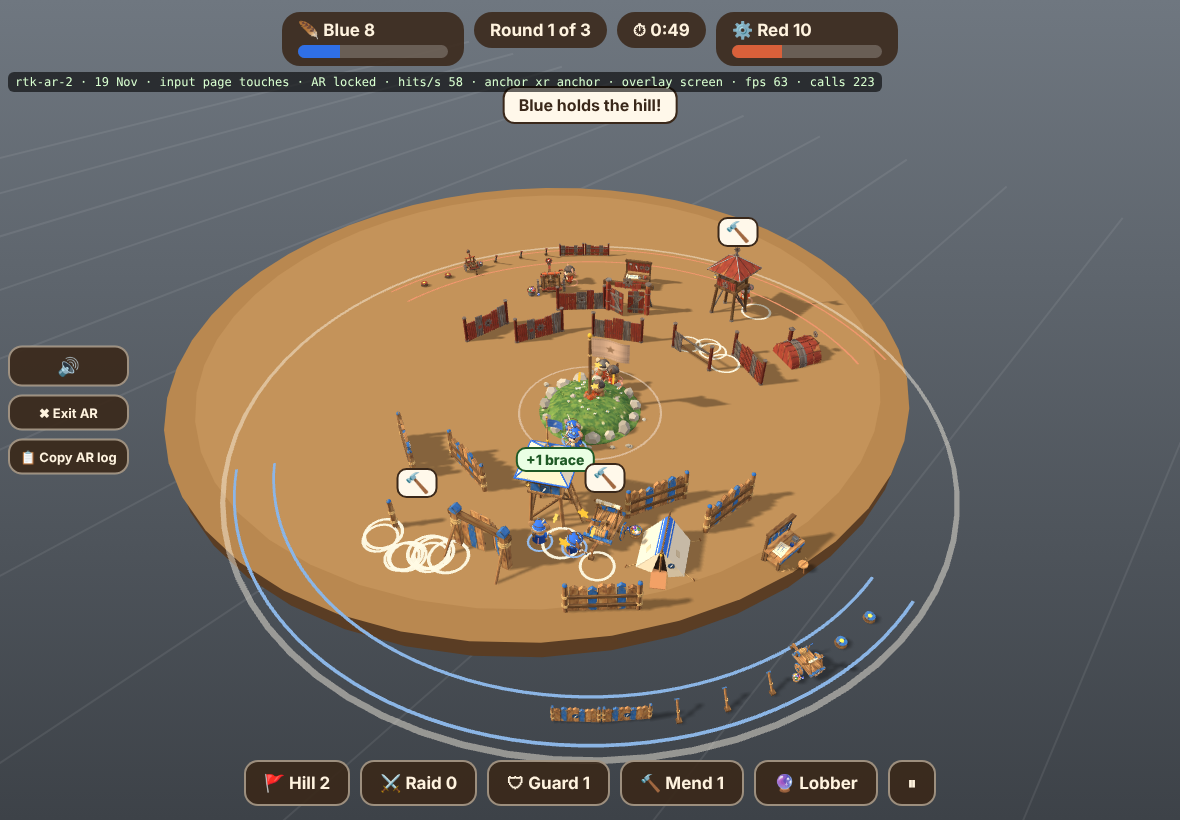 🪶 Blue 8
Round 1 of 3
⏱ 0:49
⚙️ Red 10
rtk-ar-2 · 19 Nov · input page touches · AR locked · hits/s 58 · anchor xr anchor · overlay screen · fps 63 · calls 223
Blue holds the hill!
✖ Exit AR
📋 Copy AR log
+1 brace
🚩 Hill 2
⚔️ Raid 0
🛡 Guard 1
🔨 Mend 1
🔮 Lobber